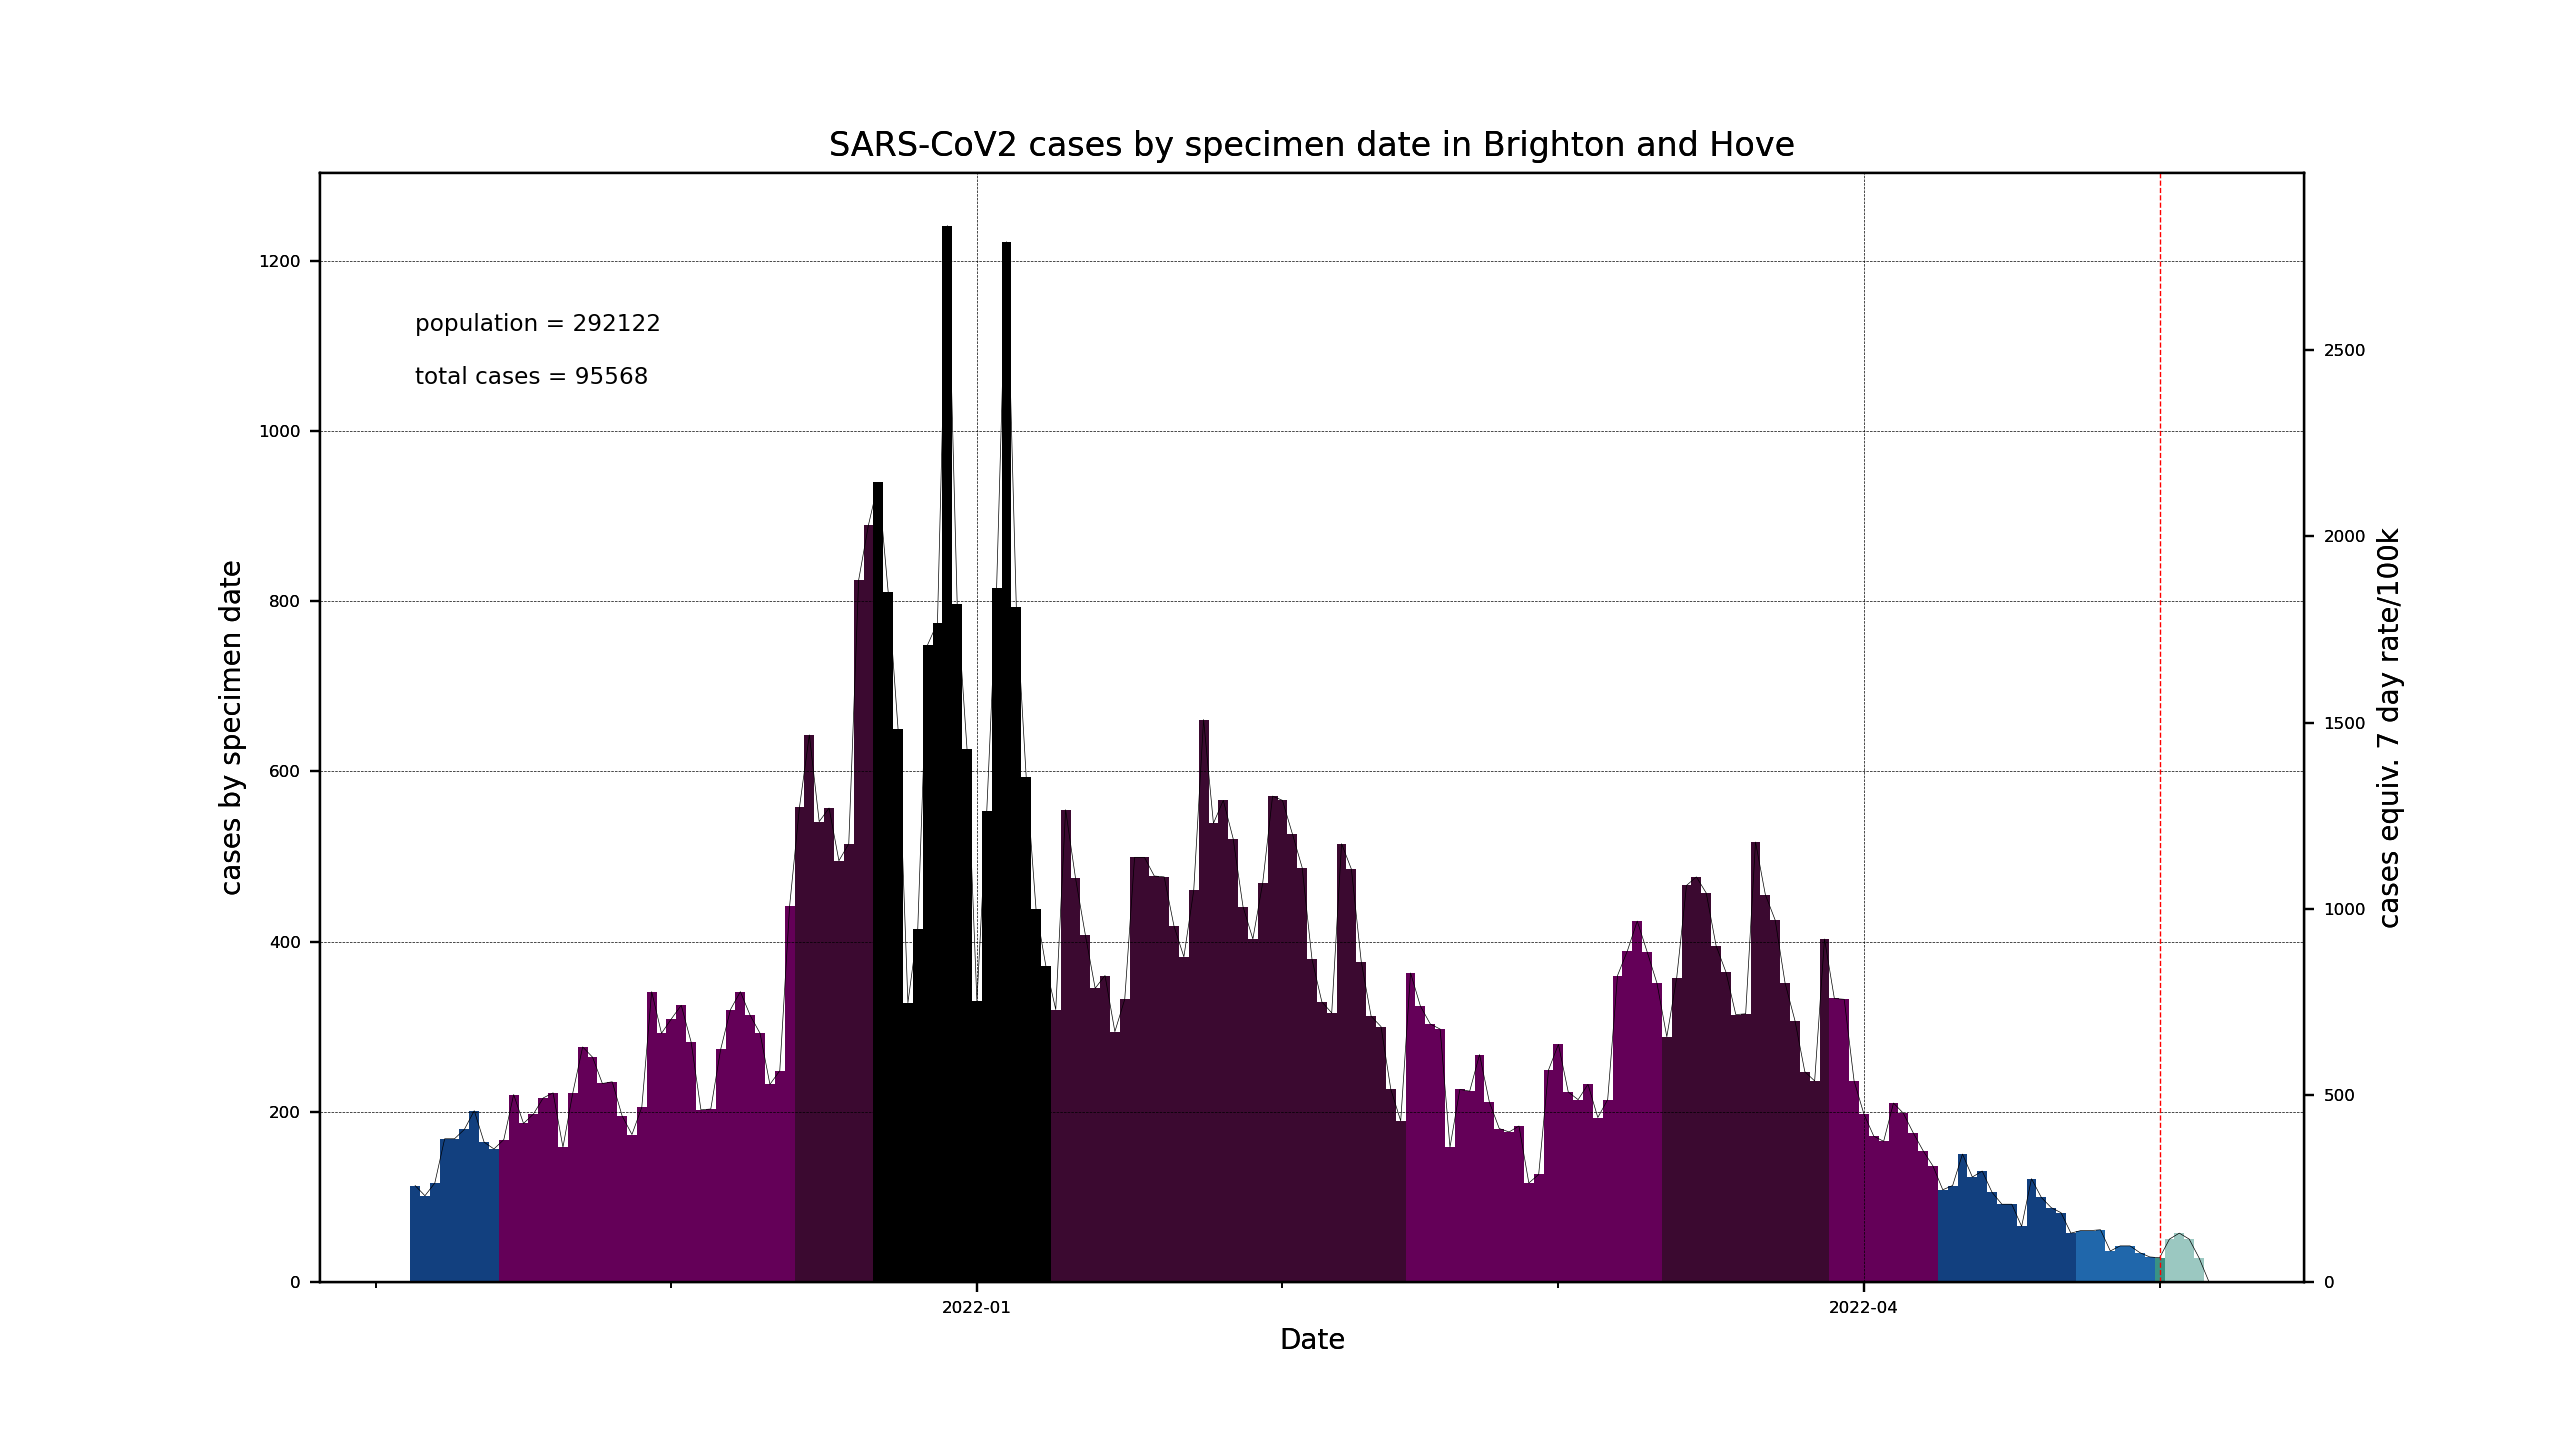 SARS-CoV2 cases by specimen date in Brighton and Hove
population = 292122
total cases = 95568
cases by specimen date
1200
1000
800
600
400
200
0
2500
2000
1500
1000
500
0
cases equiv. 7 day rate/100k
2022-01
2022-04
Date